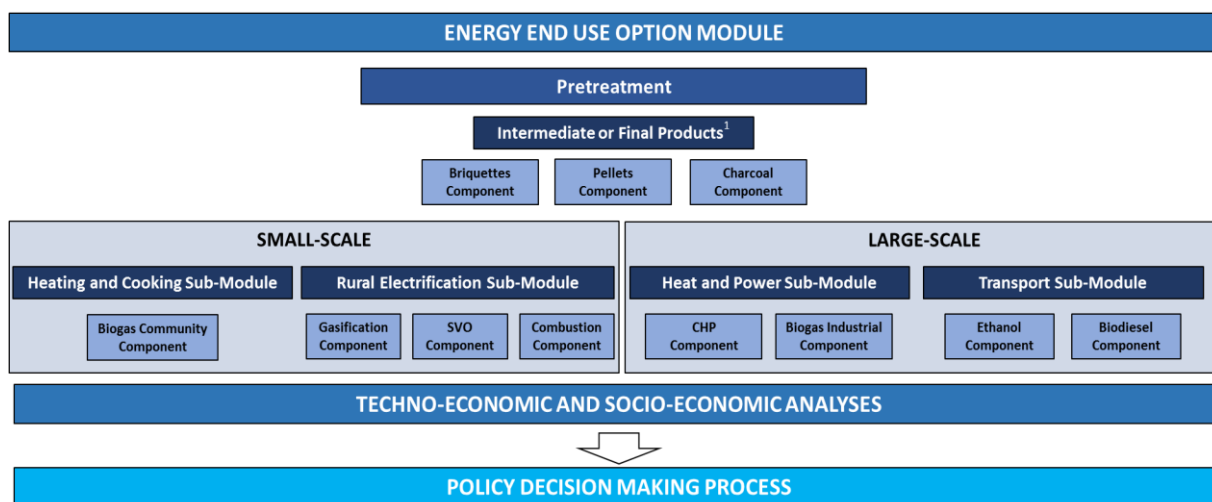 ENERGY END USE OPTION MODULE
Pretreatment
Intermediate or Final Products1
Briquettes
Component
Pellets
Component
Charcoal
Component
SMALL-SCALE
Heating and Cooking Sub-Module
Rural Electrification Sub-Module
Biogas Community
Component
Gasification
Component
SVO
Component
Combustion
Component
LARGE-SCALE
Heat and Power Sub-Module
Transport Sub-Module
CHP
Component
Biogas Industrial
Component
Ethanol
Component
Biodiesel
Component
TECHNO-ECONOMIC AND SOCIO-ECONOMIC ANALYSES
POLICY DECISION MAKING PROCESS